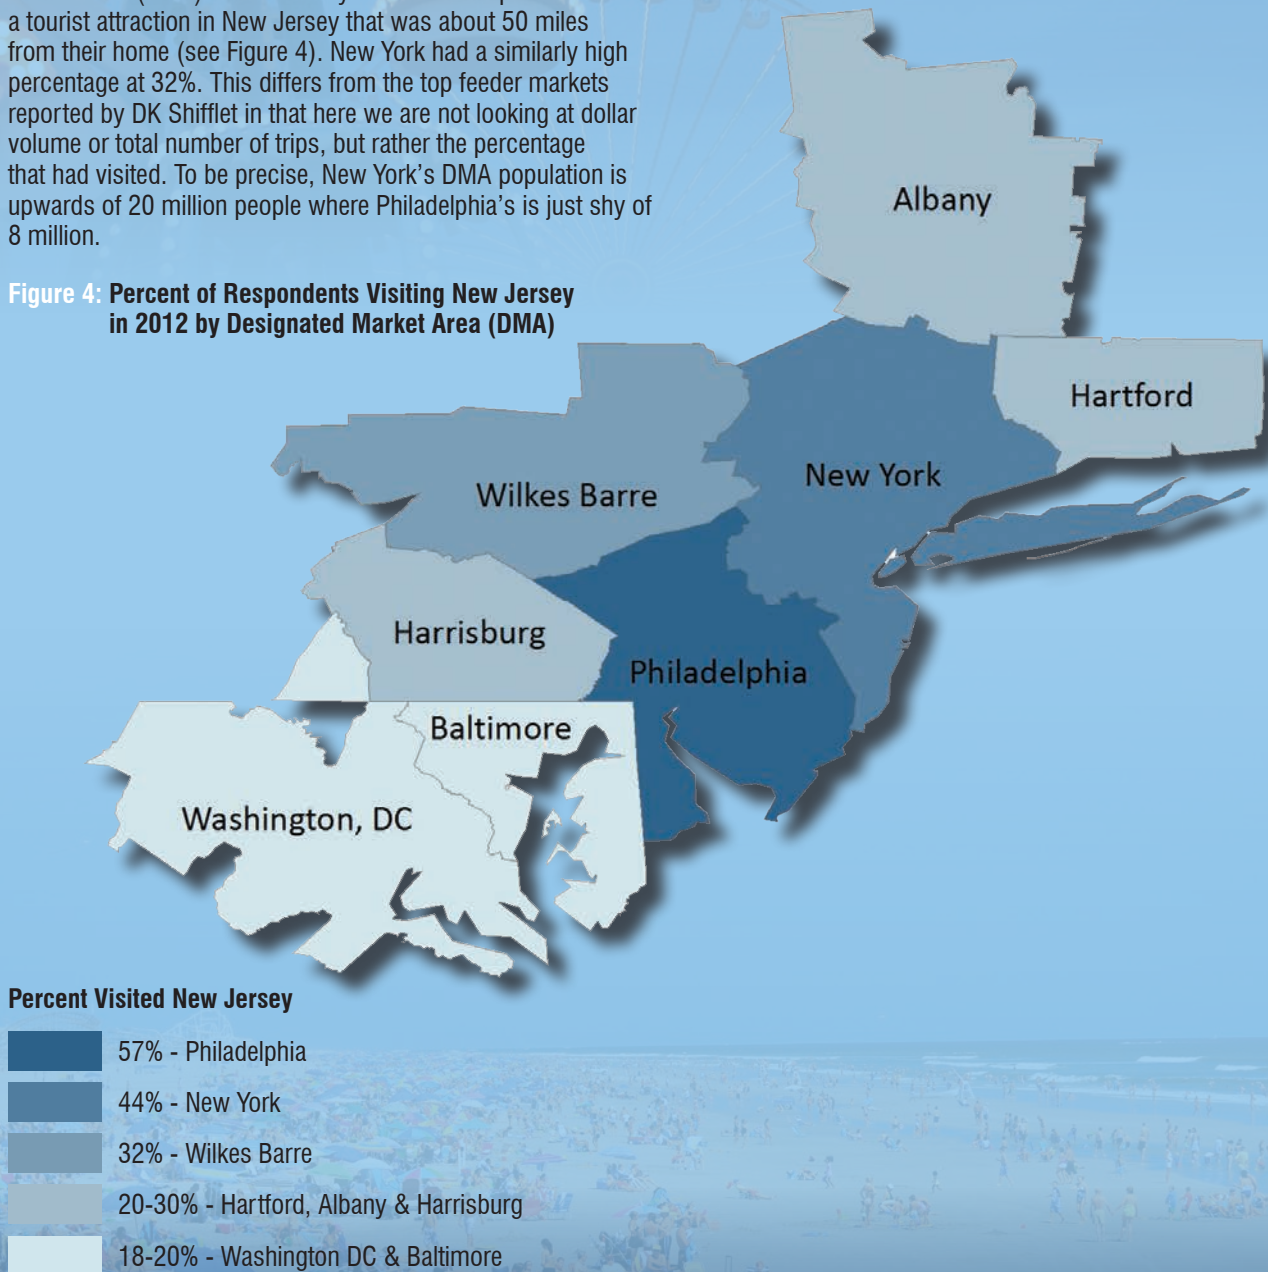 a tourist attraction in New Jersey that was about 50 miles
from their home (see Figure 4). New York had a similarly high
percentage at 32%. This differs from the top feeder markets
reported by DK Shifflet in that here we are not looking at dollar
volume or total number of trips, but rather the percentage
that had visited. To be precise, New York's DMA population is
upwards of 20 million people where Philadelphia's is just shy of
8 million.
Figure 4: Percent of Respondents Visiting New Jersey
in 2012 by Designated Market Area (DMA)
Albany
Hartford
New York
Wilkes Barre
Harrisburg
Philadelphia
Baltimore
Washington, DC
Percent Visited New Jersey
57% - Philadelphia
44% - New York
32% - Wilkes Barre
20-30% - Hartford, Albany & Harrisburg
18-20% - Washington DC & Baltimore